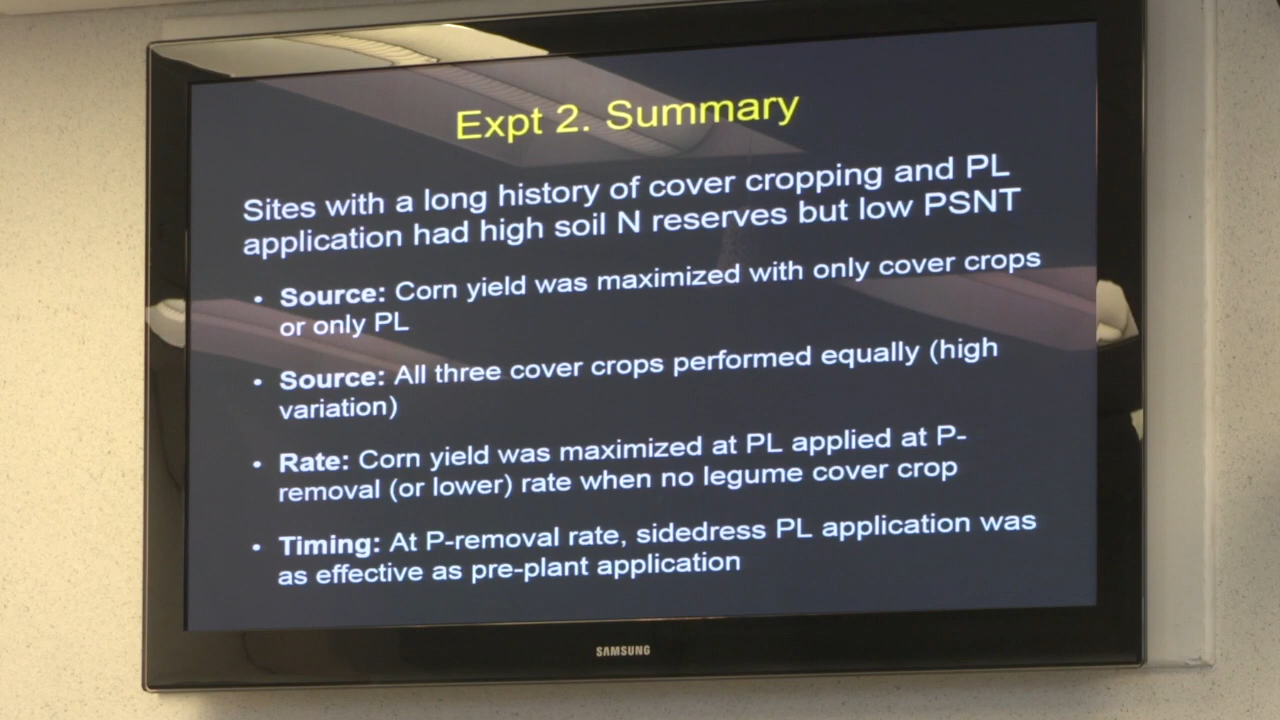 Expt 2. Summary
Sites with a long history of cover cropping and PL
application had high soil N reserves but low PSNT
• Source: Corn yield was maximized with only cover crops
or only PL
• Source: All three cover crops performed equally (high
variation)
• Rate: Corn yield was maximized at PL applied at P-
removal (or lower) rate when no legume cover crop
• Timing: At P-removal rate, sidedress PL application was
as effective as pre-plant application
SAMSUNG